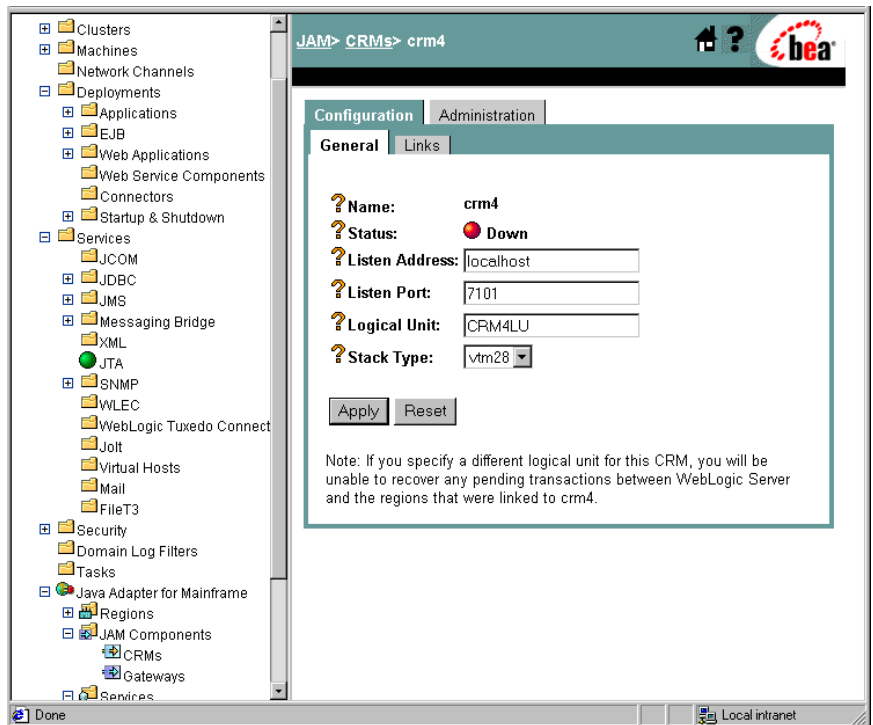 Clusters
Machines
Network Channels
Deployments
Applications
EJB
Web Applications
Web Service Components
Connectors
Startup & Shutdown
Services
JCOM
JDBC
JMS
Messaging Bridge
XML
JTA
SNMP
WLEC
WebLogic Tuxedo Connect
Jolt
Virtual Hosts
Mail
FileT3
Security
Domain Log Filters
Tasks
Java Adapter for Mainframe
Regions
JAM Components
CRMs
Gateways
Services
JAM> CRMs> crm4
? bea
Configuration Administration
General Links
? Name: crm4
? Status: Down
? Listen Address: localhost
? Listen Port: 7101
? Logical Unit: CRM4LU
? Stack Type: vtm28
Apply Reset
Note: If you specify a different logical unit for this CRM, you will be
unable to recover any pending transactions between WebLogic Server
and the regions that were linked to crm4.
Done Local intranet